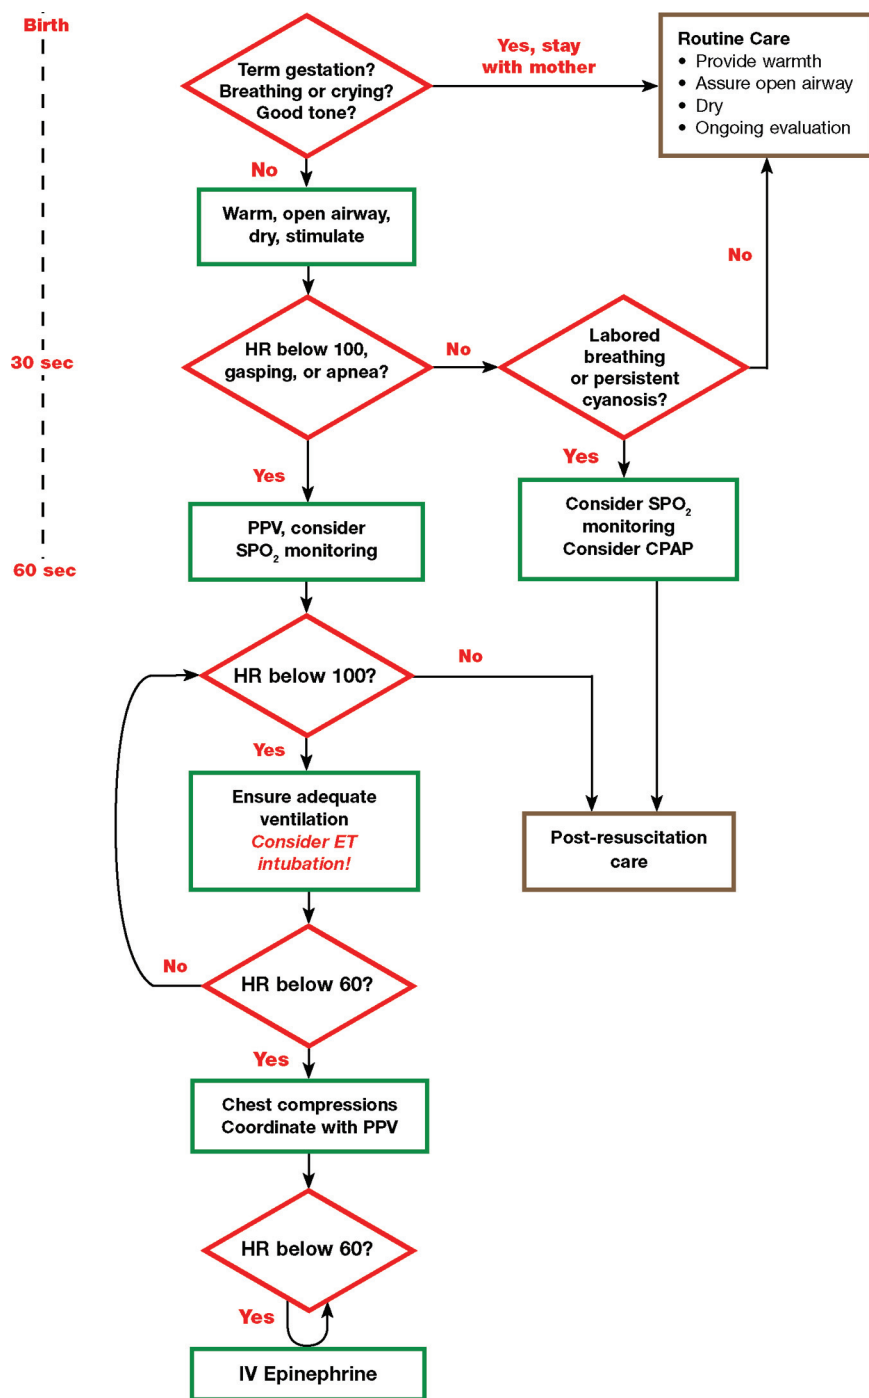 Birth
Term gestation?
Breathing or crying?
Good tone?
Yes, stay
with mother
Routine Care
• Provide warmth
• Assure open airway
• Dry
• Ongoing evaluation
No
Warm, open airway,
dry, stimulate
No
30 sec
HR below 100,
gasping, or apnea?
No
Labored
breathing
or persistent
cyanosis?
Yes
Yes
PPV, consider
SPO₂ monitoring
Consider SPO₂
monitoring
Consider CPAP
60 sec
HR below 100?
No
Yes
Ensure adequate
ventilation
Consider ET
intubation!
Post-resuscitation
care
No
HR below 60?
Yes
Chest compressions
Coordinate with PPV
HR below 60?
Yes
IV Epinephrine